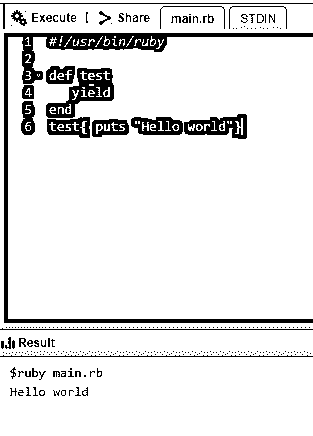 Execute [ Share main.rb STDIN
1 #!/usr/bin/ruby
2
3 def test
4 yield
5 end
6 test{ puts "Hello world"}
Result
$ruby main.rb
Hello world